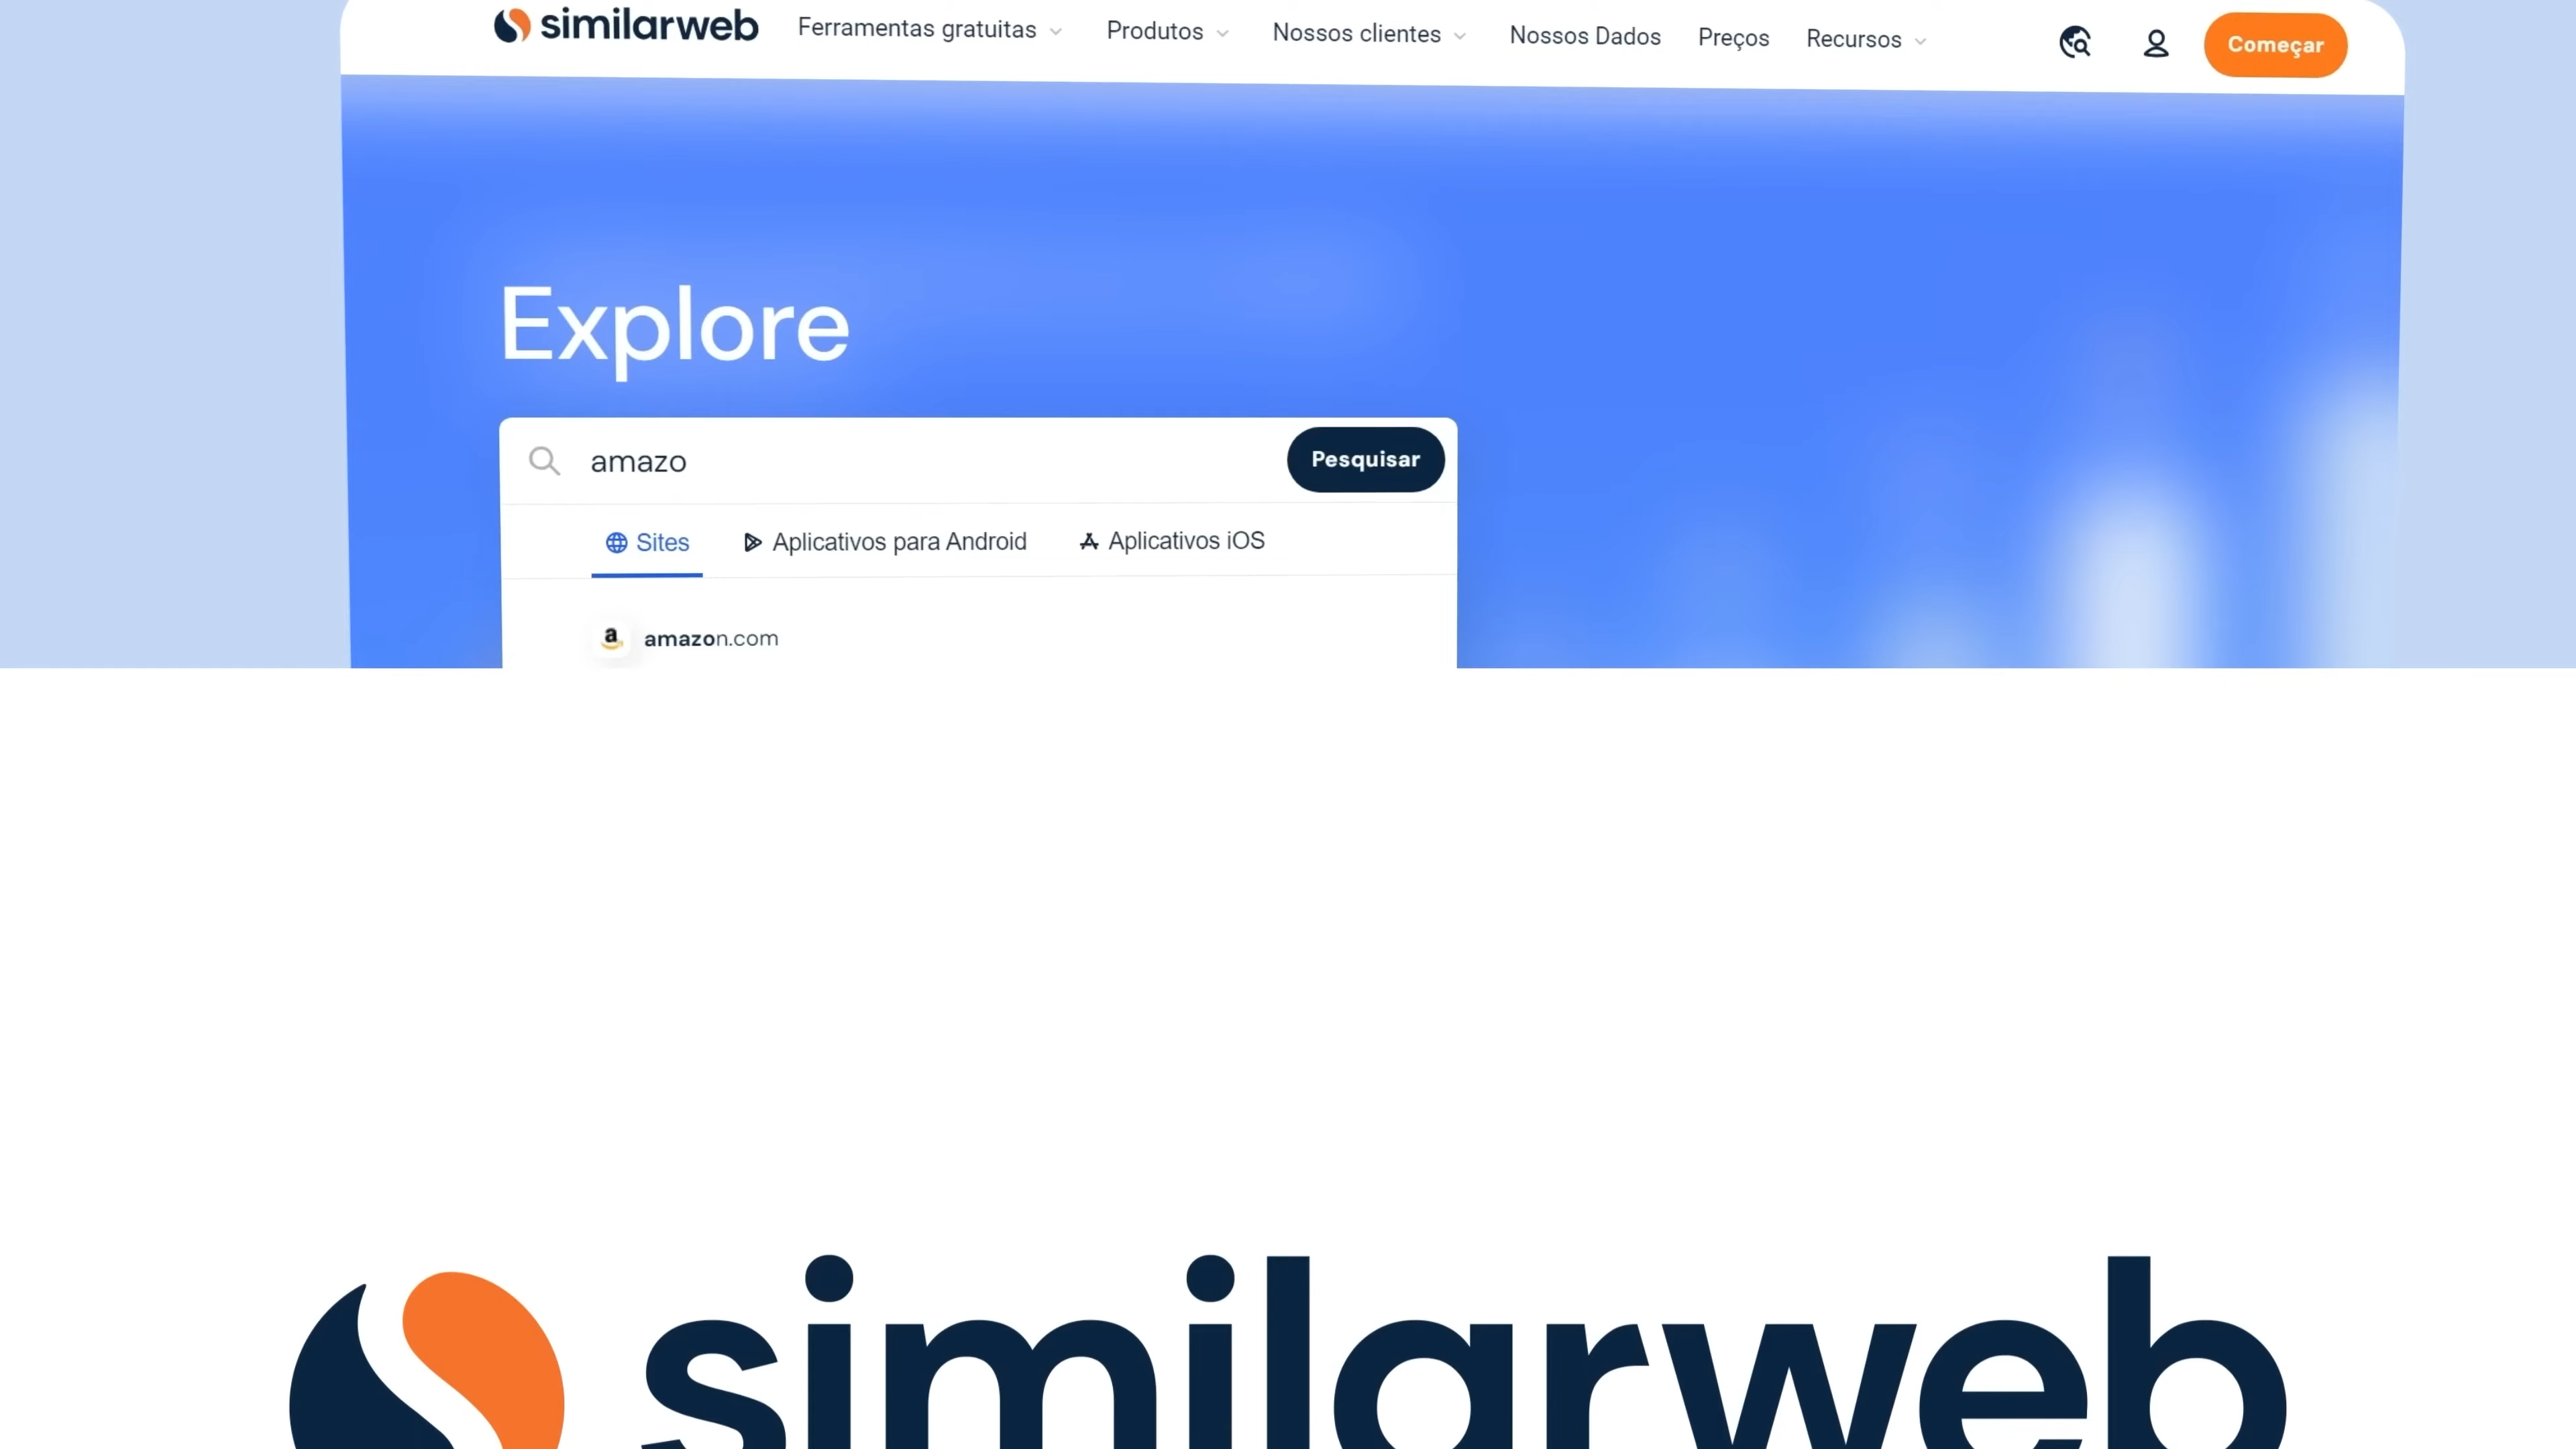 similarweb Ferramentas gratuitas Produtos Nossos clientes Nossos Dados Preços Recursos Começar
Explore
amazo Pesquisar
Sites Aplicativos para Android Aplicativos iOS
a amazon.com
similarweb